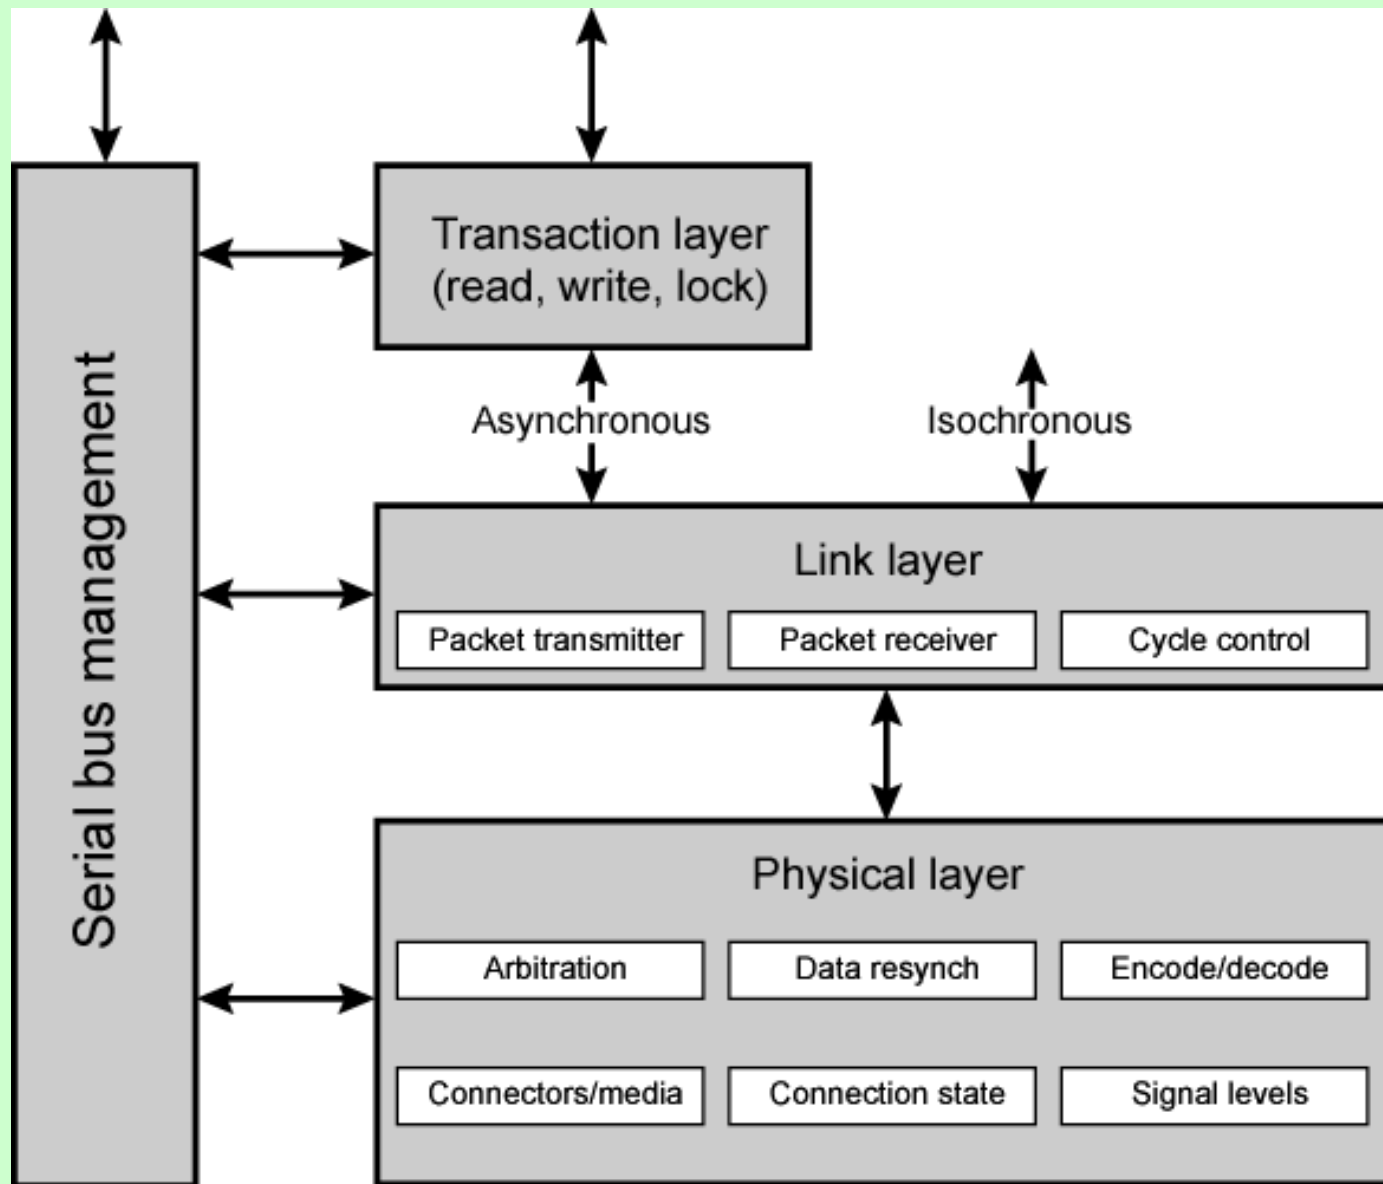 Serial bus management
Transaction layer
(read, write, lock)
Asynchronous
Isochronous
Link layer
Packet transmitter
Packet receiver
Cycle control
Physical layer
Arbitration
Data resynch
Encode/decode
Connectors/media
Connection state
Signal levels